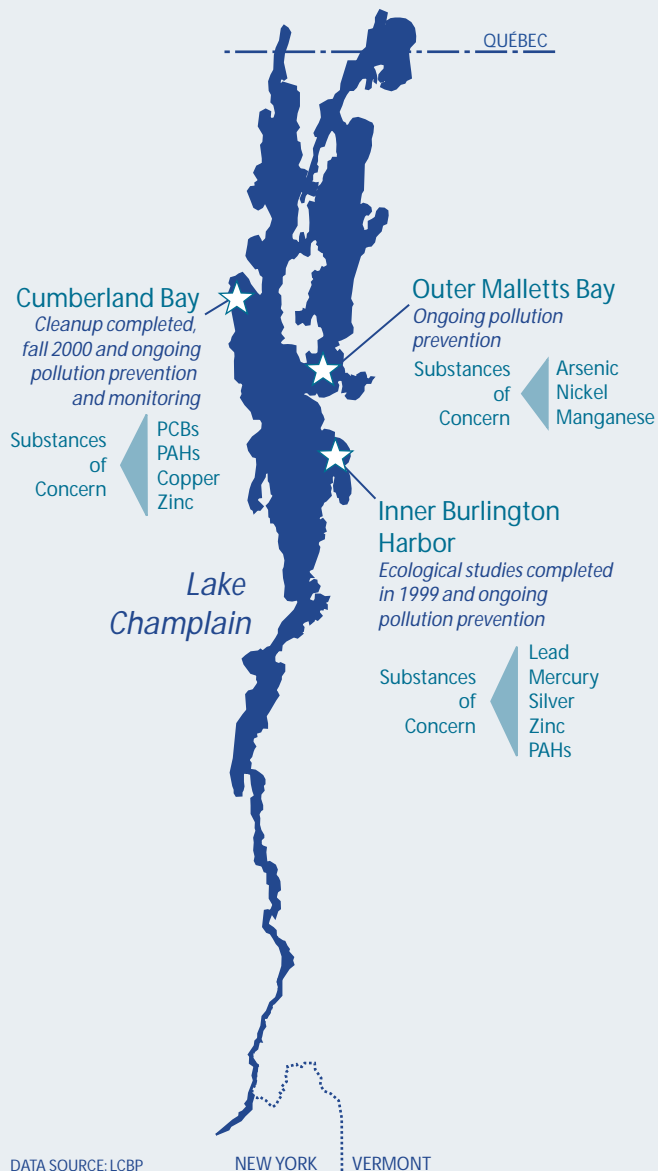 QUÉBEC
Cumberland Bay
Cleanup completed,
fall 2000 and ongoing
pollution prevention
and monitoring
Substances
of
Concern
PCBs
PAHs
Copper
Zinc
Outer Malletts Bay
Ongoing pollution
prevention
Substances
of
Concern
Arsenic
Nickel
Manganese
Inner Burlington
Harbor
Ecological studies completed
in 1999 and ongoing
pollution prevention
Substances
of
Concern
Lead
Mercury
Silver
Zinc
PAHs
Lake
Champlain
DATA SOURCE: LCBP
NEW YORK
VERMONT